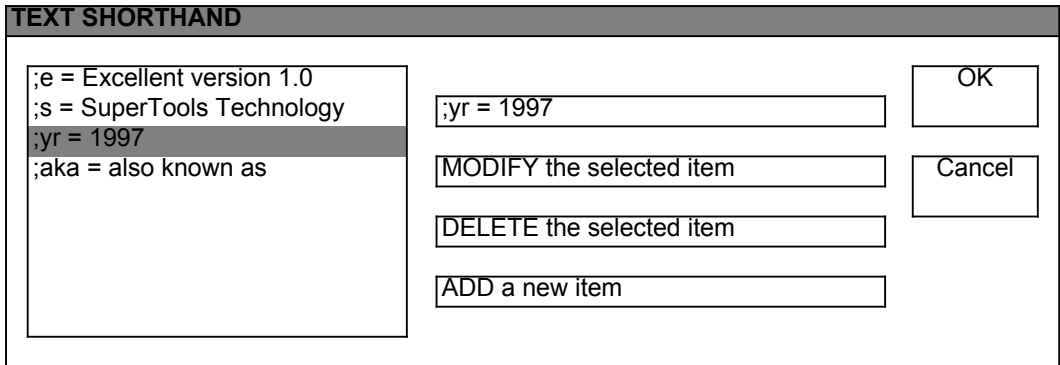 TEXT SHORTHAND
;e = Excellent version 1.0
;s = SuperTools Technology
;yr = 1997
;aka = also known as
;yr = 1997
MODIFY the selected item
DELETE the selected item
ADD a new item
OK
Cancel